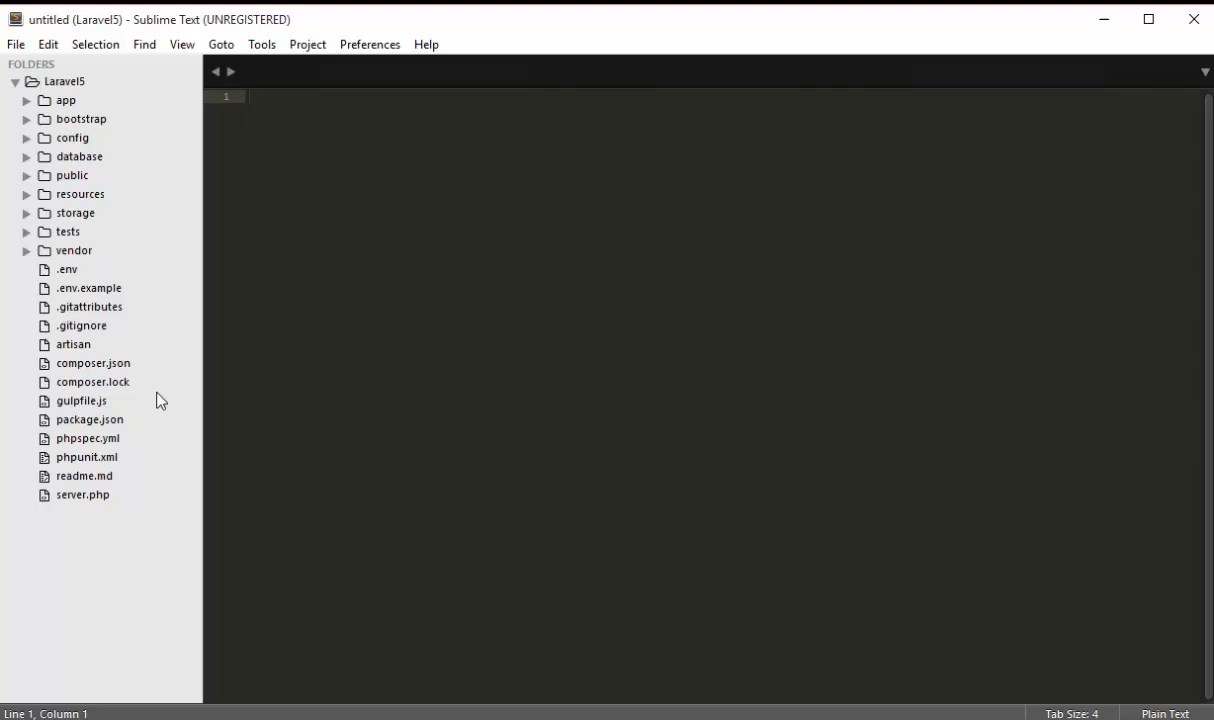 untitled (Laravel5) - Sublime Text (UNREGISTERED)
File Edit Selection Find View Goto Tools Project Preferences Help
FOLDERS
Laravel5
app
bootstrap
config
database
public
resources
storage
tests
vendor
.env
.env.example
.gitattributes
.gitignore
artisan
composer.json
composer.lock
gulpfile.js
package.json
phpspec.yml
phpunit.xml
readme.md
server.php
1
Line 1, Column 1 Tab Size: 4 Plain Text